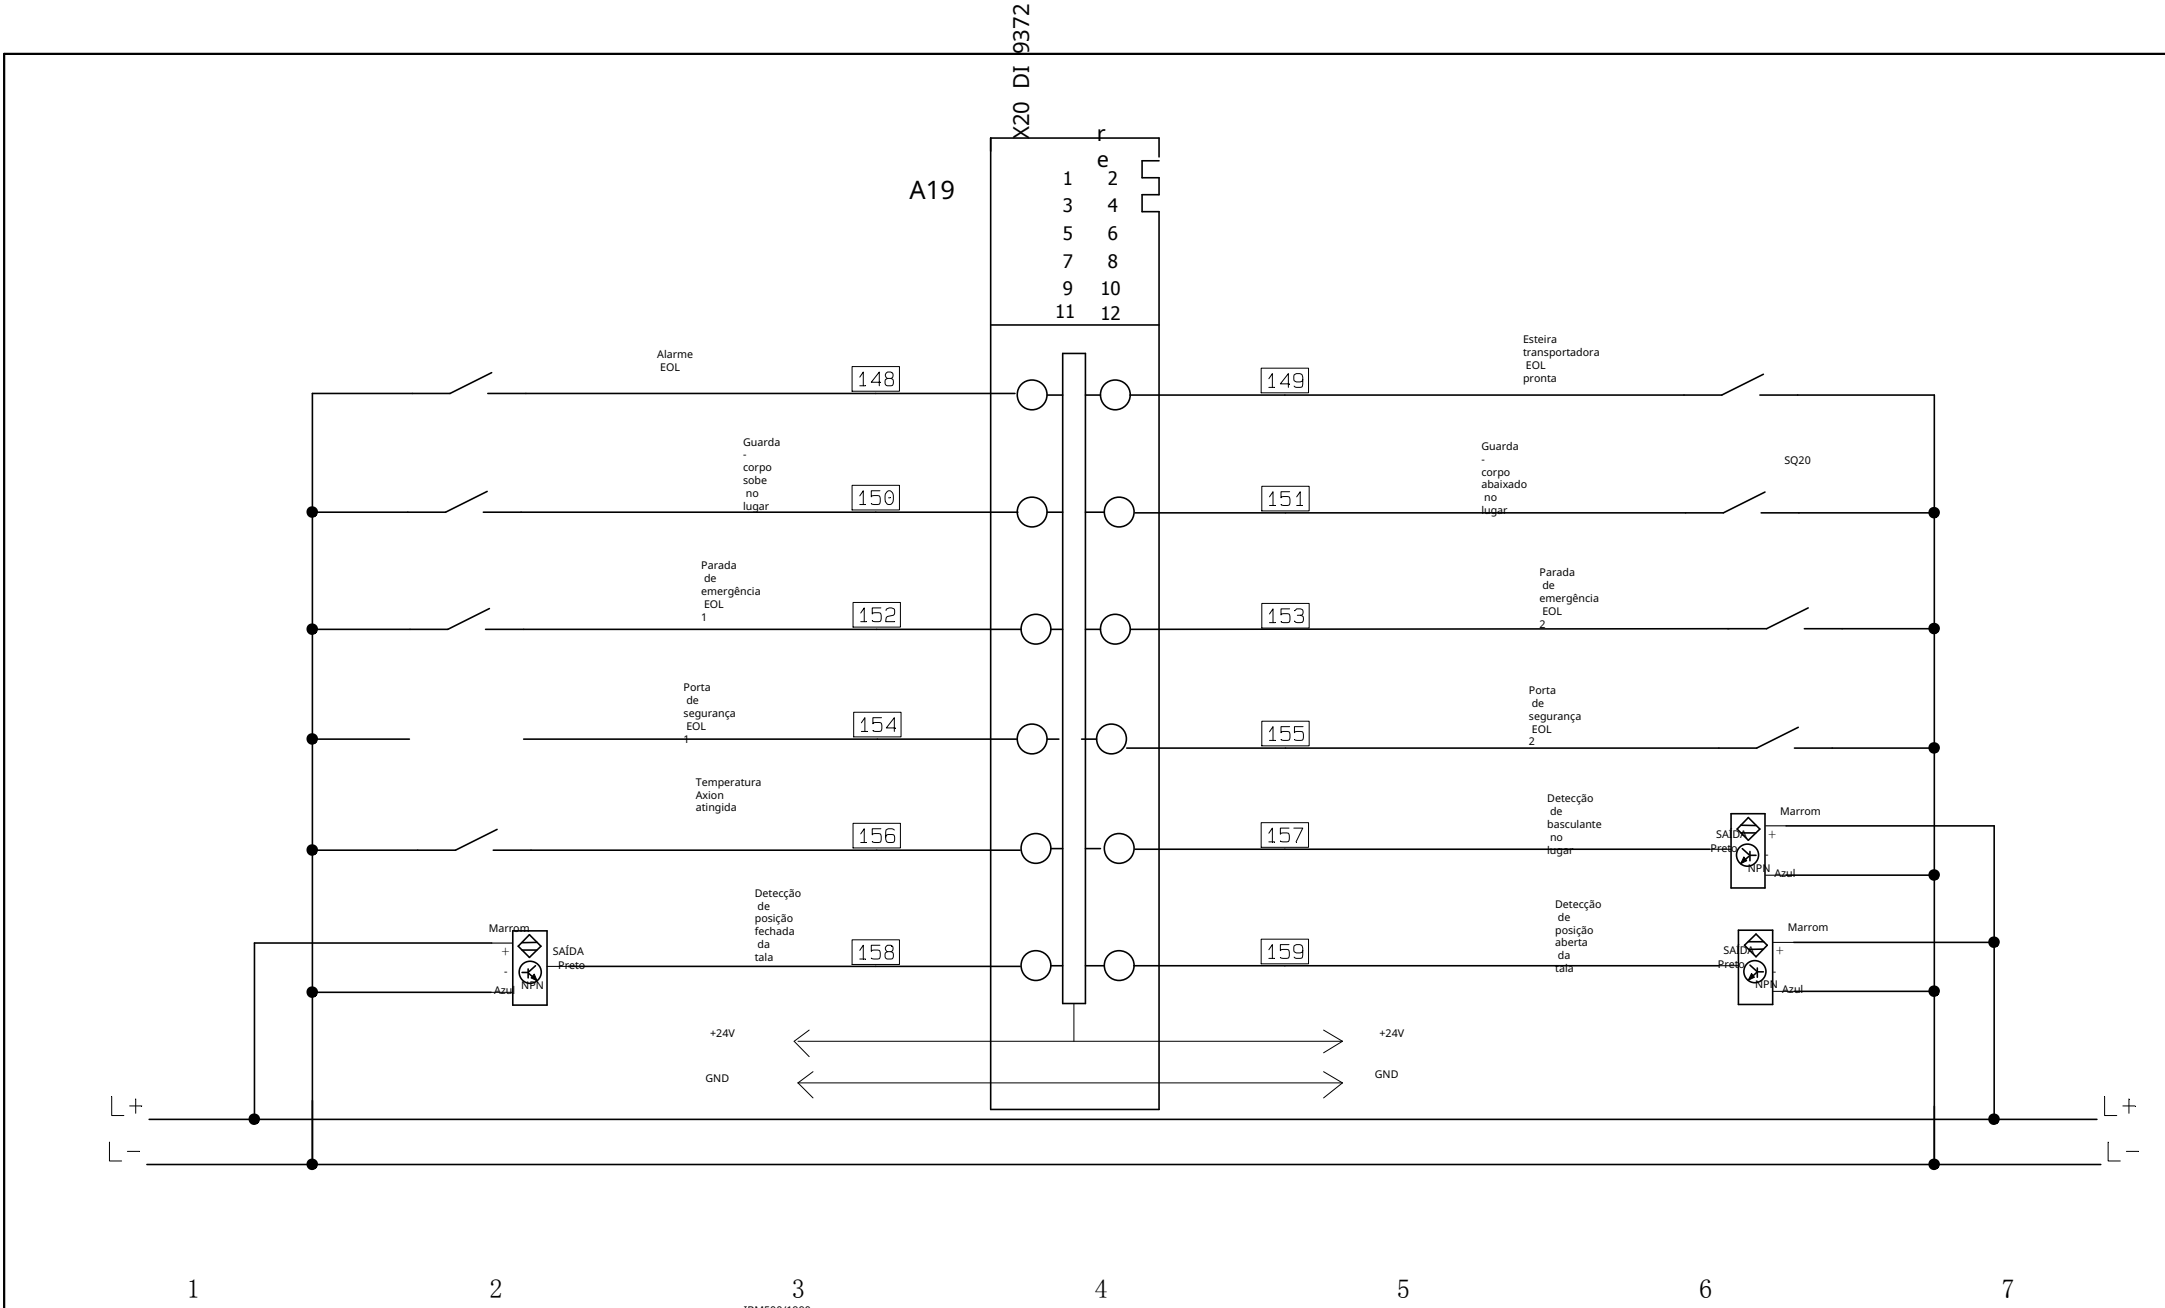 X20 DI 9372
r
e
A19
1 2
3 4
5 6
7 8
9 10
11 12
Alarme
EOL
148
149
Esteira
transportadora
EOL
pronta
Guarda
-
corpo
sobe
no
lugar
150
151
Guarda
-
corpo
abaixado
no
lugar
SQ20
Parada
de
emergência
EOL
1
152
153
Parada
de
emergência
EOL
2
Porta
de
segurança
EOL
1
154
155
Porta
de
segurança
EOL
2
Temperatura
Axion
atingida
156
157
Detecção
de
basculante
no
lugar
SAÍDA
Preto
Marrom
+
-
NPN
Azul
Marrom
+
-
Azul
NPN
SAÍDA
Preto
Detecção
de
posição
fechada
da
tala
158
159
Detecção
de
posição
aberta
da
tala
SAÍDA
Preto
Marrom
+
-
NPN
Azul
+24V
+24V
GND
GND
L+
L+
L-
L-
1 2 3 4 5 6 7